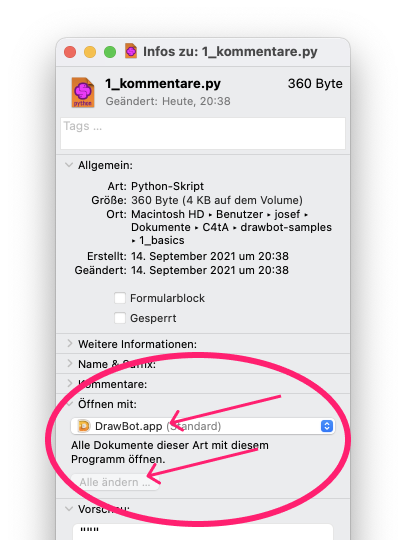 Infos zu: 1_kommentare.py
python
1_kommentare.py 360 Byte
Geändert: Heute, 20:38
Tags ...
Allgemein:
Art: Python-Skript
Größe: 360 Byte (4 KB auf dem Volume)
Ort: Macintosh HD ▸ Benutzer ▸ josef ▸
Dokumente ▸ C4tA ▸ drawbot-samples
▸ 1_basics
Erstellt: 14. September 2021 um 20:38
Geändert: 14. September 2021 um 20:38
Formularblock
Gesperrt
Weitere Informationen:
Name & Suffix:
Kommentare:
Öffnen mit:
DrawBot.app (Standard)
Alle Dokumente dieser Art mit diesem
Programm öffnen.
Alle ändern ...
Vorschau:
"""